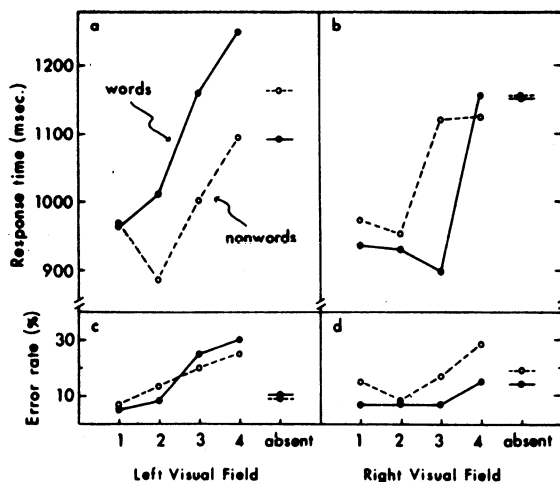 a
b
1200
words
1100
1000
nonwords
900
Response time (msec.)
c
d
30
10
Error rate (%)
1 2 3 4 absent
1 2 3 4 absent
Left Visual Field
Right Visual Field